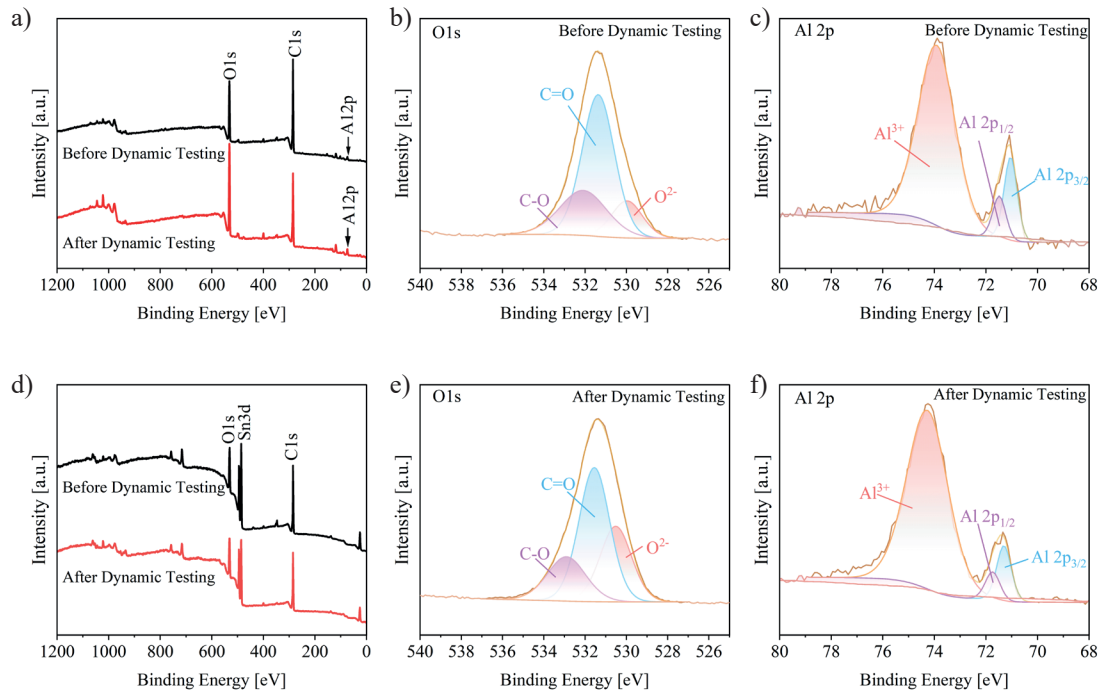 a)
O1s
C1s
A12p
Before Dynamic Testing
A12p
After Dynamic Testing
Intensity [a.u.]
1200 1000 800 600 400 200 0
Binding Energy [eV]
b)
O1s
Before Dynamic Testing
C=O
C-O
O²⁻
Intensity [a.u.]
540 538 536 534 532 530 528 526
Binding Energy [eV]
c)
Al 2p
Before Dynamic Testing
Al³⁺
Al 2p₁/₂
Al 2p₃/₂
Intensity [a.u.]
80 78 76 74 72 70 68
Binding Energy [eV]
d)
O1s
Sn3d
C1s
Before Dynamic Testing
After Dynamic Testing
Intensity [a.u.]
1200 1000 800 600 400 200 0
Binding Energy [eV]
e)
O1s
After Dynamic Testing
C=O
C-O
O²⁻
Intensity [a.u.]
540 538 536 534 532 530 528 526
Binding Energy [eV]
f)
Al 2p
After Dynamic Testing
Al³⁺
Al 2p₁/₂
Al 2p₃/₂
Intensity [a.u.]
80 78 76 74 72 70 68
Binding Energy [eV]